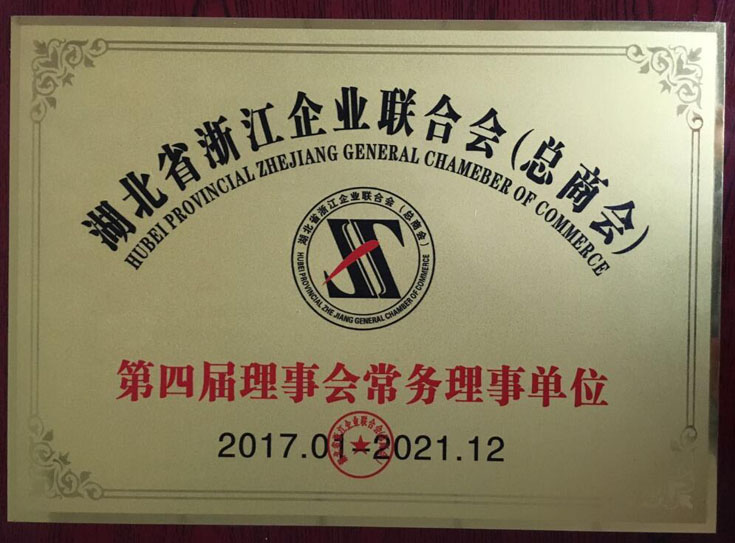 湖北省浙江企业联合会(总商会)
HUBEI PROVINCIAL ZHEJIANG GENERAL CHAMEBER OF COMMERCE
湖北省浙江企业联合会(总商会)
HUBEI PROVINCIAL ZHE JIANG GENERAL CHAMBER OF COMMERCE
第四届理事会常务理事单位
2017.01-2021.12